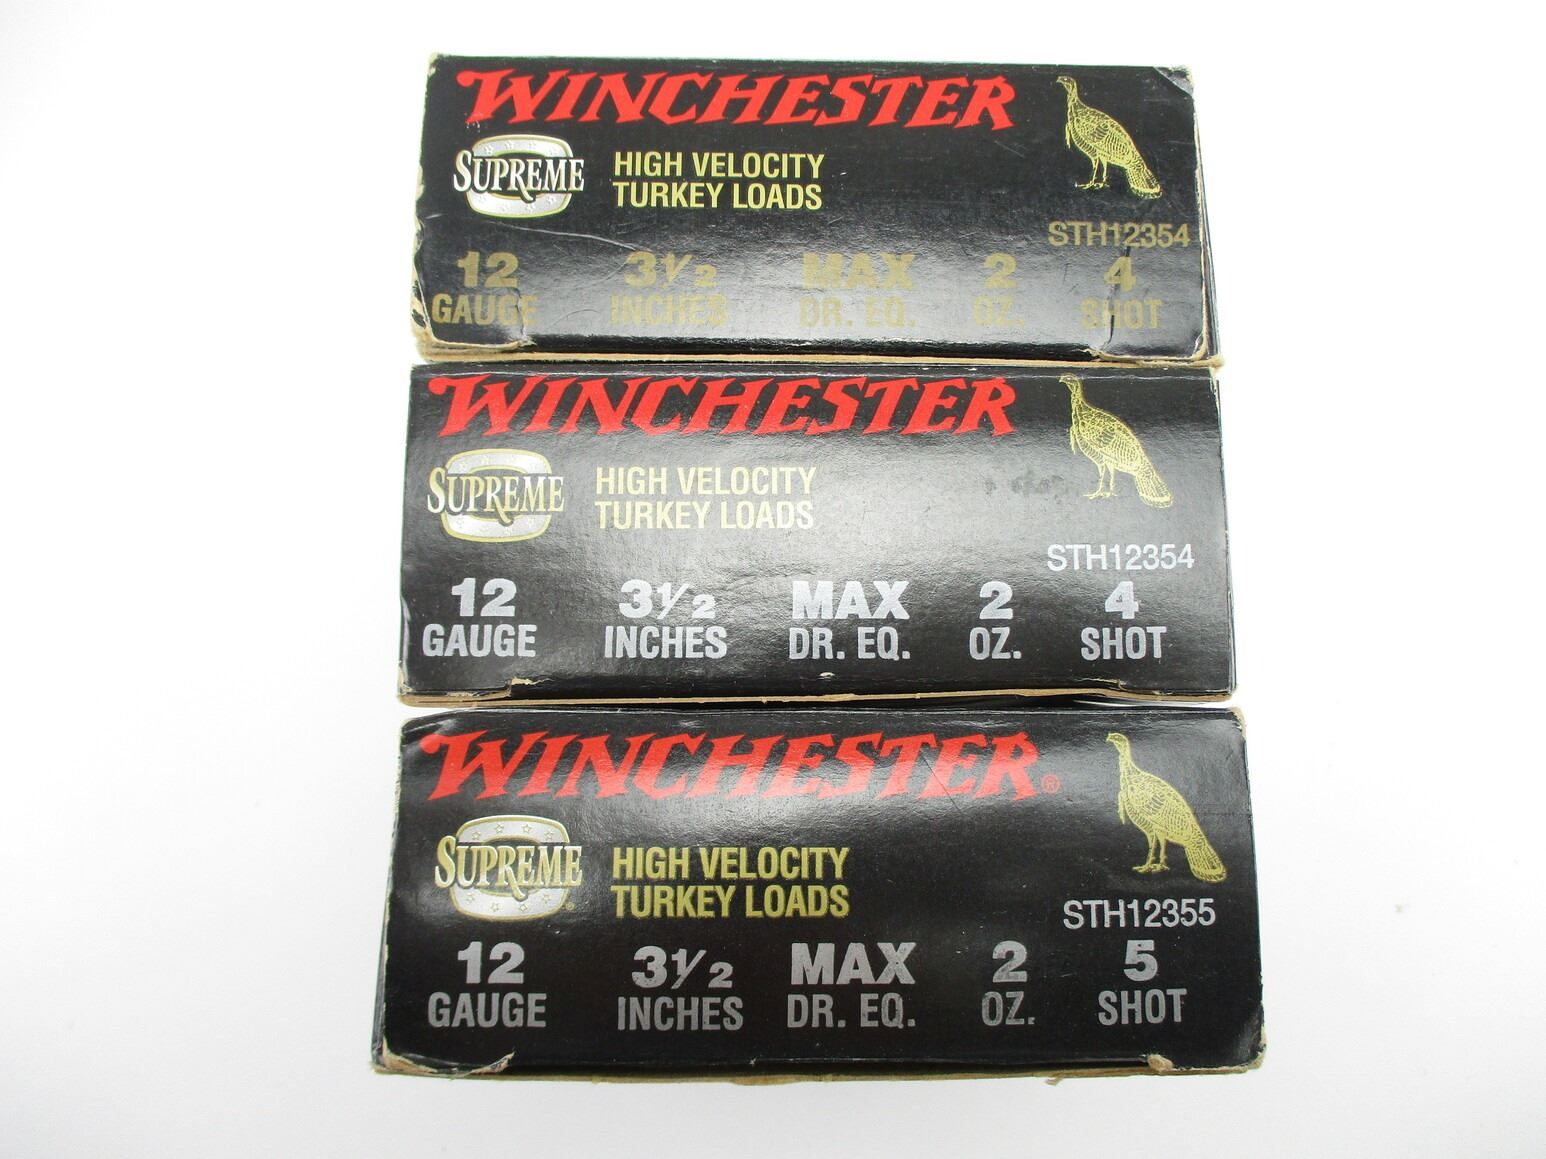 WINCHESTER
SUPREME
HIGH VELOCITY
TURKEY LOADS
STH12354
12 3½ MAX 2 4
GAUGE INCHES DR. EQ. OZ. SHOT
WINCHESTER
SUPREME
HIGH VELOCITY
TURKEY LOADS
STH12354
12 3½ MAX 2 4
GAUGE INCHES DR. EQ. OZ. SHOT
WINCHESTER®
SUPREME
HIGH VELOCITY
TURKEY LOADS
STH12355
12 3½ MAX 2 5
GAUGE INCHES DR. EQ. OZ. SHOT